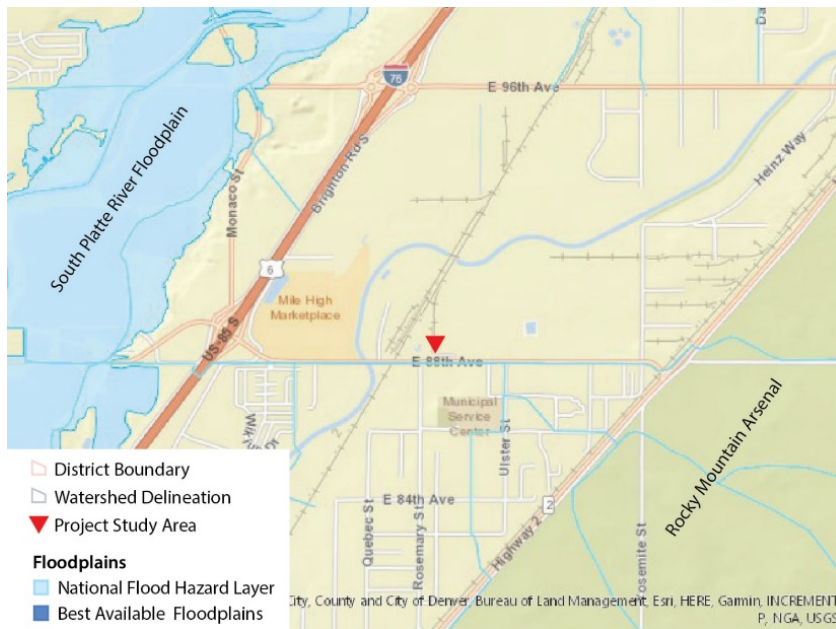 Da
76
E 96th Ave
South Platte River Floodplain
Monaco St
Brighton Rd S
Heinz Way
6
Mile High
Marketplace
US 85 S
E 88th Ave
Municipal
Service
Center
Ulster St
Rocky Mountain Arsenal
District Boundary
Watershed Delineation
Project Study Area
Floodplains
National Flood Hazard Layer
Best Available Floodplains
E 84th Ave
2
Quebec St
Rosemary St
Highway 2
Yosemite St
City, County and City of Denver, Bureau of Land Management, Esri, HERE, Garmin, INCREMENT
P, NGA, USGS